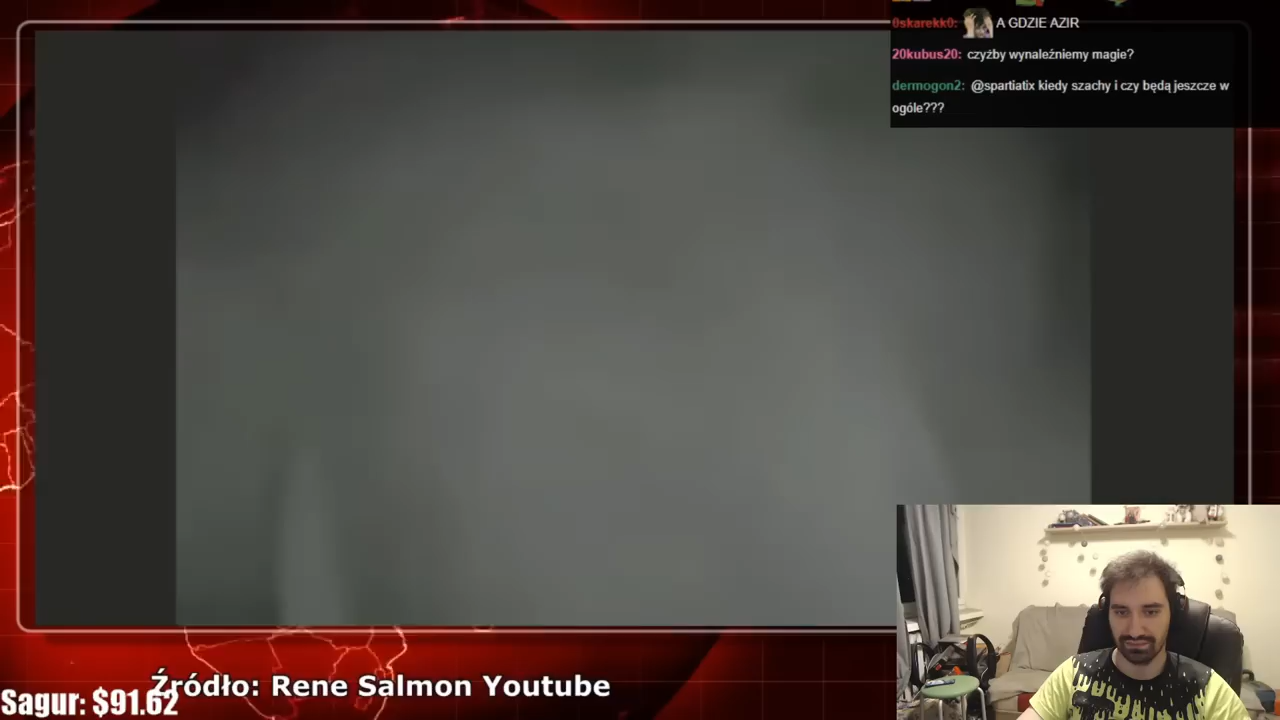 0skarekk0: A GDZIE AZIR
20kubus20: czyżby wynaleźniemy magie?
dermogon2: @spartiatix kiedy szachy i czy będą jeszcze w
ogóle???
Źródło: Rene Salmon Youtube
Sagur: $91.62